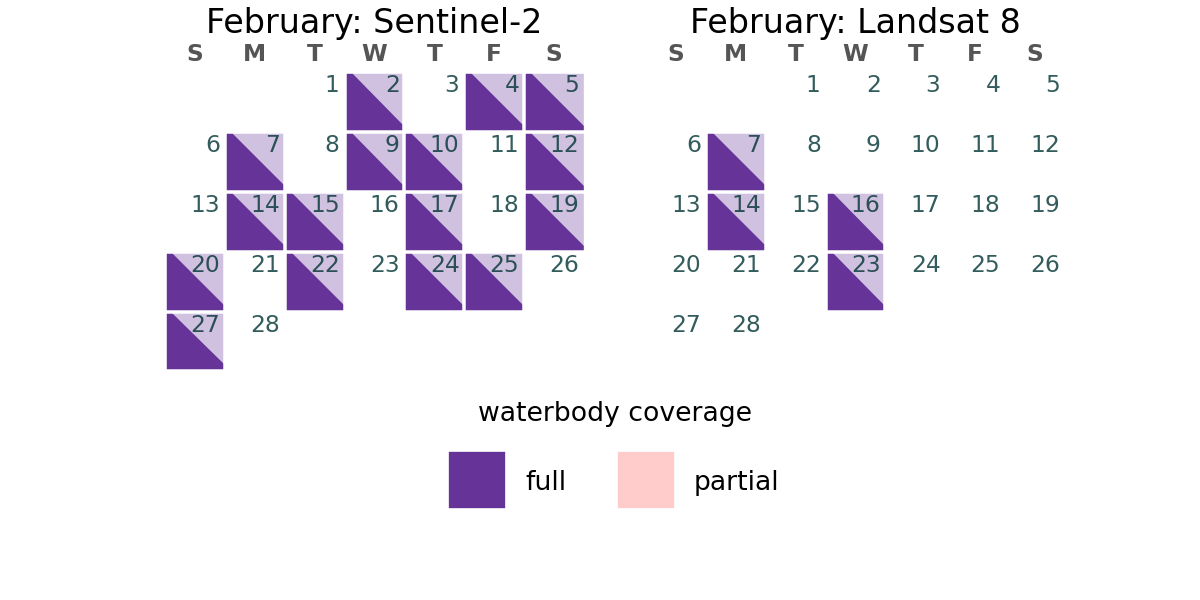 February: Sentinel-2
S M T W T F S
1 2 3 4 5
6 7 8 9 10 11 12
13 14 15 16 17 18 19
20 21 22 23 24 25 26
27 28
February: Landsat 8
S M T W T F S
1 2 3 4 5
6 7 8 9 10 11 12
13 14 15 16 17 18 19
20 21 22 23 24 25 26
27 28
waterbody coverage
full
partial